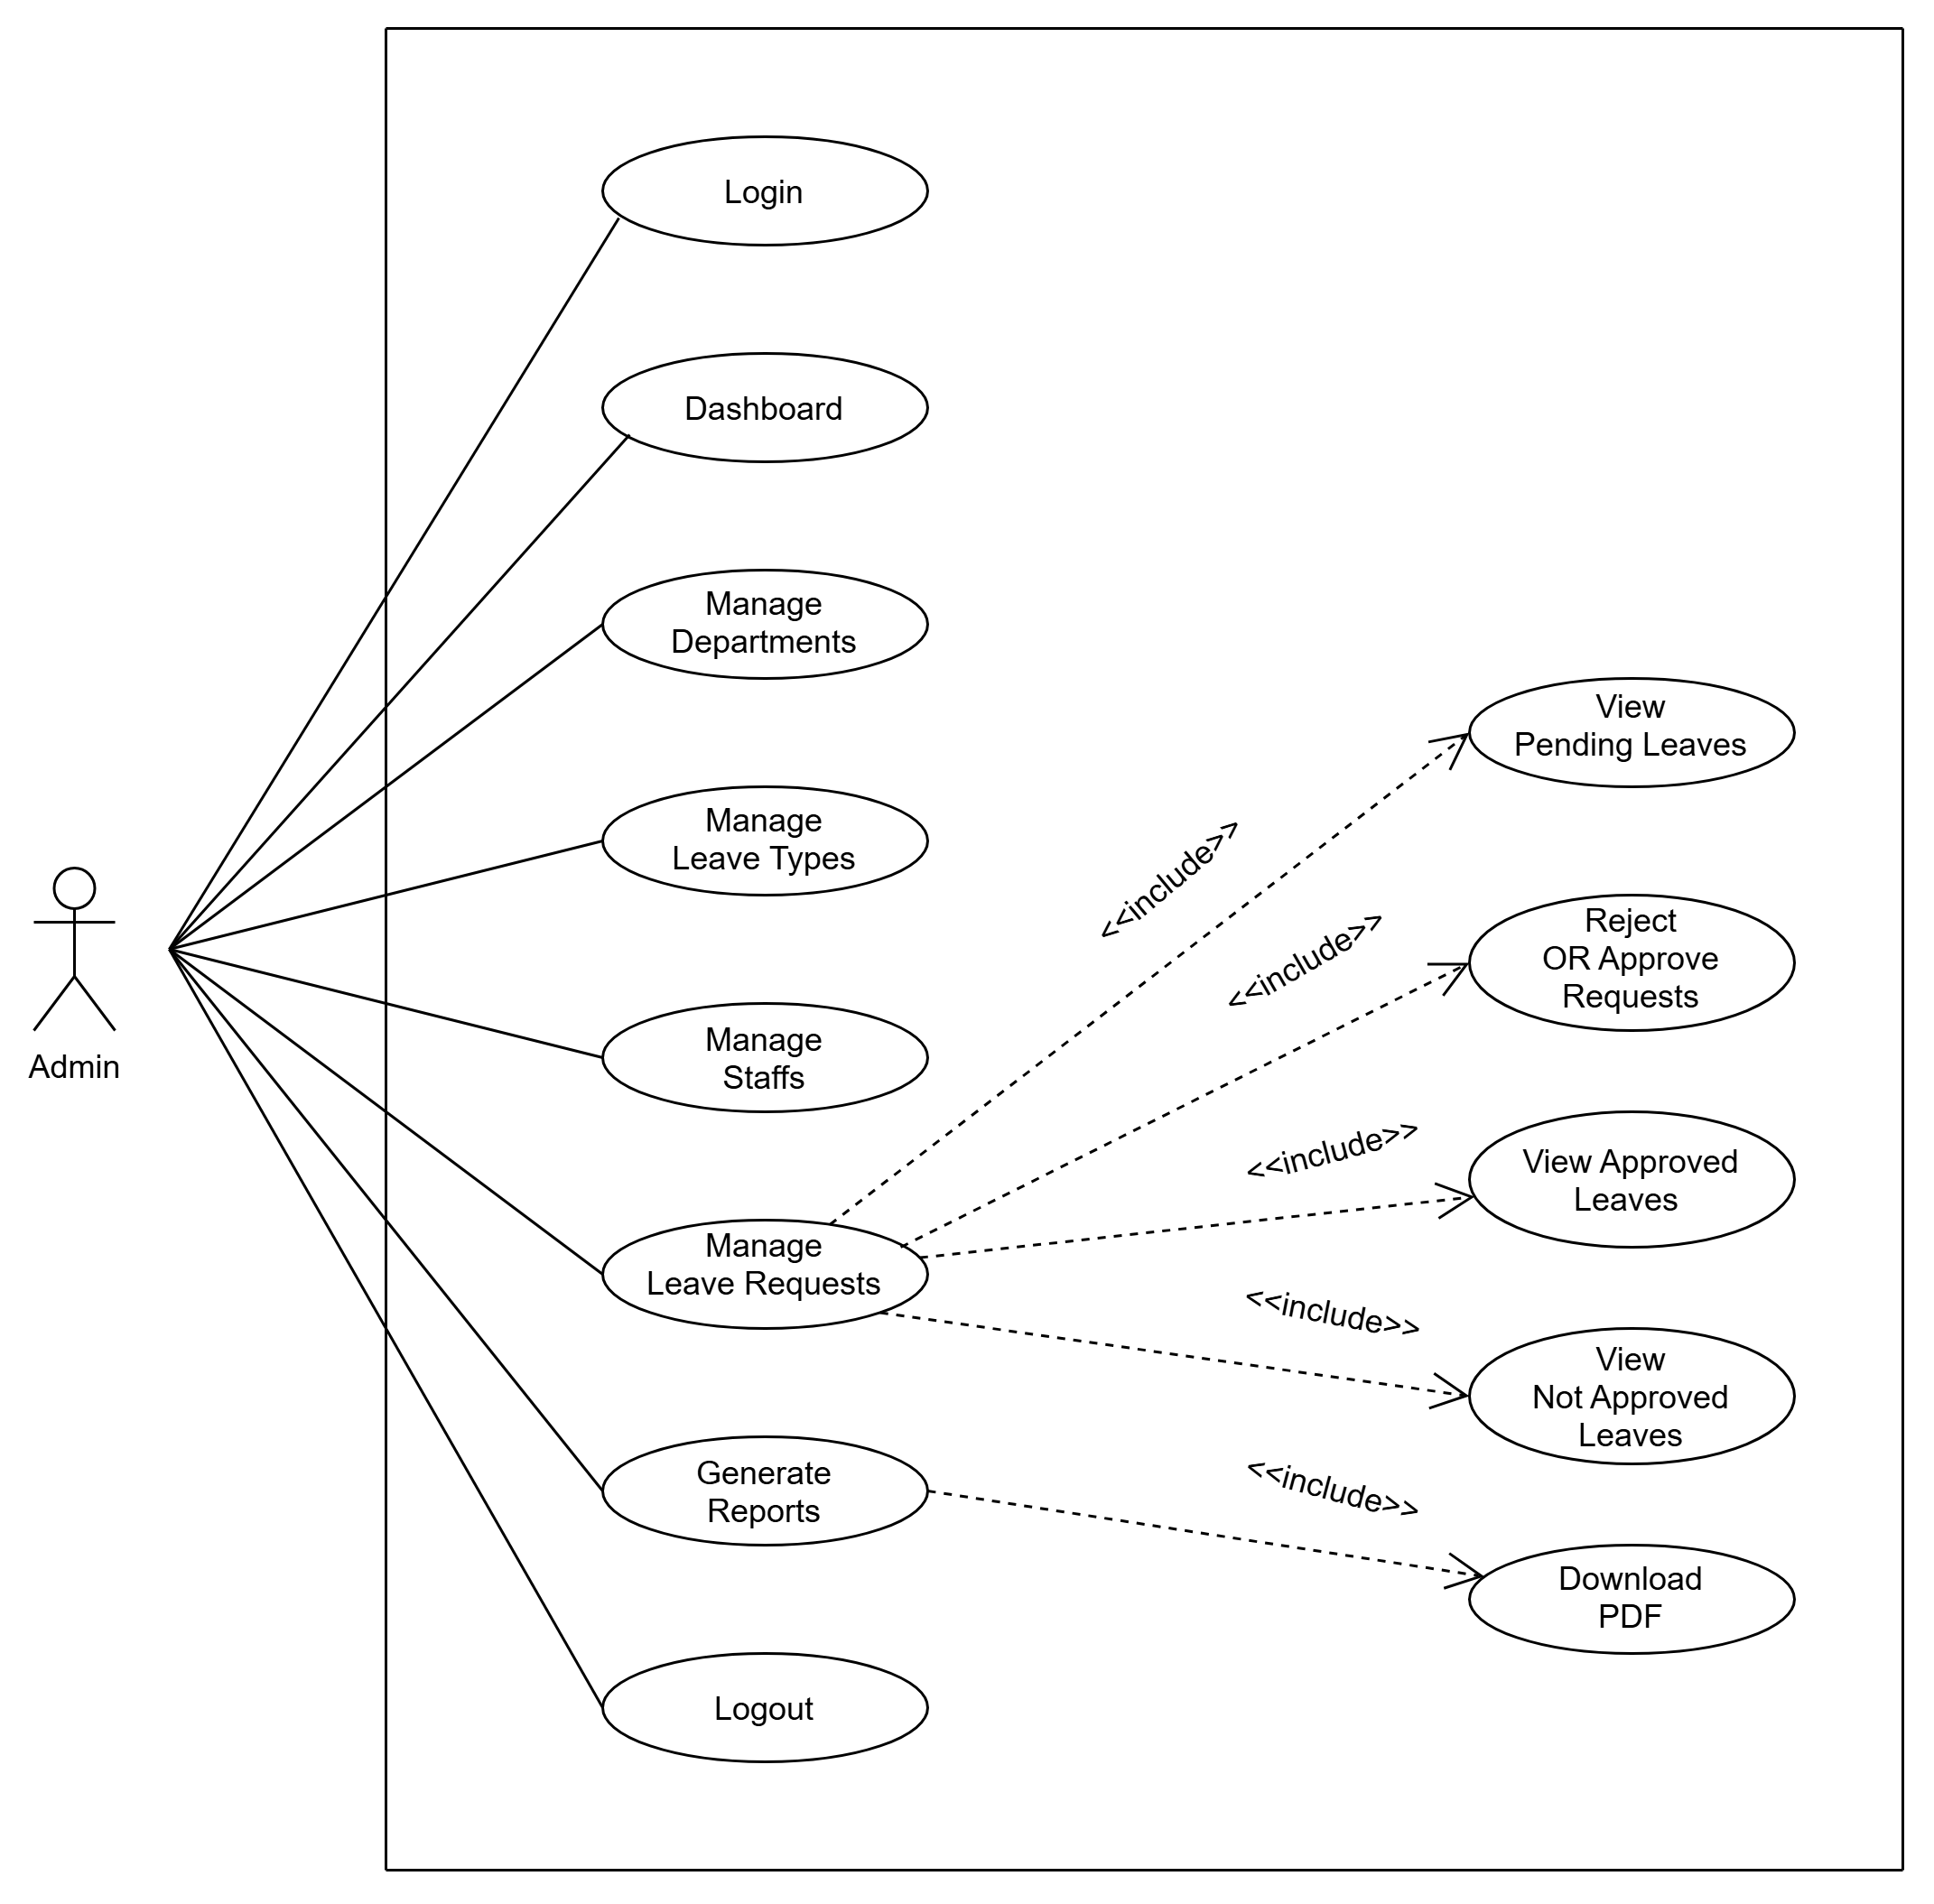 Login
Dashboard
Manage
Departments
Manage
Leave Types
Manage
Staffs
Manage
Leave Requests
Generate
Reports
Logout
Admin
<<include>>
<<include>>
<<include>>
<<include>>
<<include>>
View
Pending Leaves
Reject
OR Approve
Requests
View Approved
Leaves
View
Not Approved
Leaves
Download
PDF